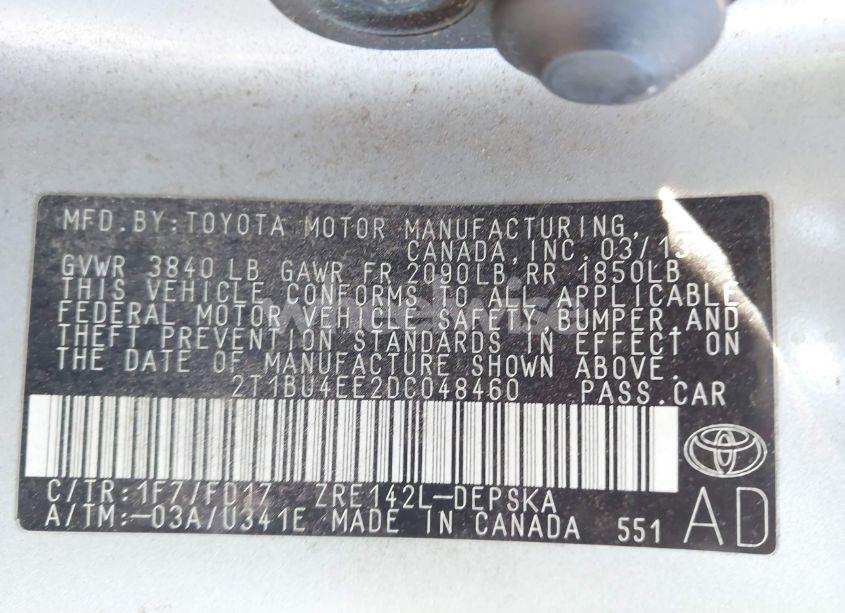 MFD.BY:TOYOTA MOTOR MANUFACTURING,
CANADA,INC. 03/13
GVWR 3840 LB GAWR FR 2090LB RR 1850LB
THIS VEHICLE CONFORMS TO ALL APPLICABLE
FEDERAL MOTOR VEHICLE SAFETY,BUMPER,AND
THEFT PREVENTION STANDARDS IN EFFECT ON
THE DATE OF MANUFACTURE SHOWN ABOVE.
2T1BU4EE2DC048460 PASS.CAR
C/TR:1F7/FD17 ZRE142L-DEPSKA
A/TM:-03A/U341E MADE IN CANADA 551 AD